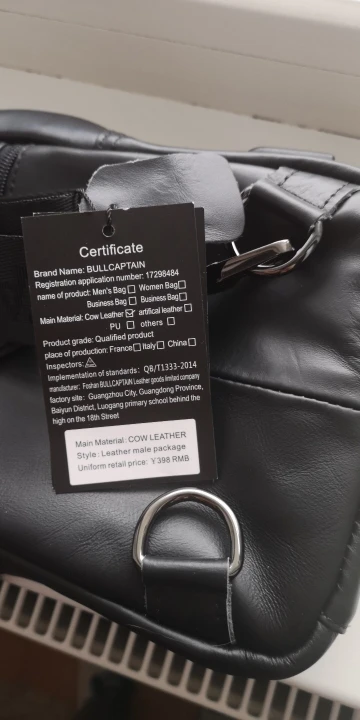 Certificate
Brand Name: BULLCAPTAIN
Registration application number: 17298484
name of product: Men's Bag Women Bag
Business Bag Business Bag
Main Material: Cow Leather artifical leather
PU others
Product grade: Qualified product
place of production: France Italy China
Inspectors:
Implementation of standards: QB/T1333-2014
manufacturer: Foshan BULLCAPTAIN Leather goods limited company
factory site: Guangzhou City, Guangdong Province,
Baiyun District, Luogang primary school behind the
high on the 18th Street
Main Material: COW LEATHER
Style: Leather male package
Uniform retail price: Y398 RMB